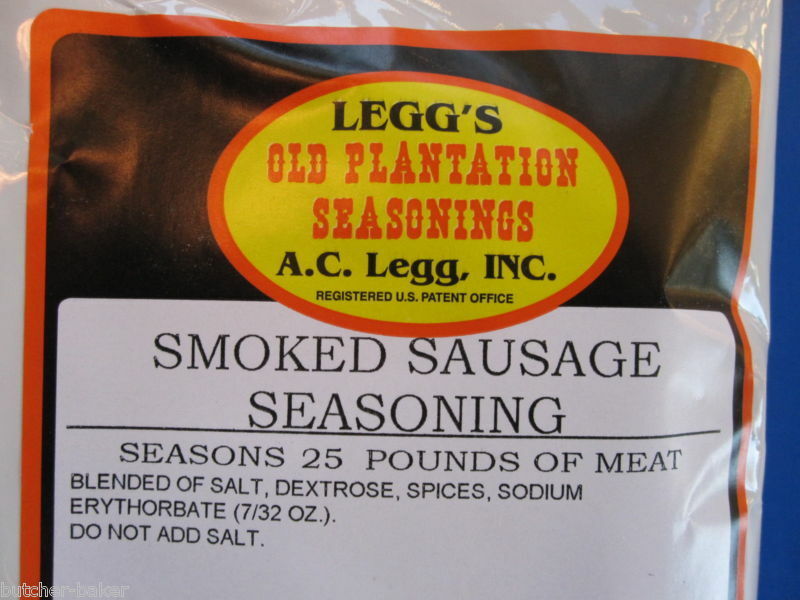 LEGG'S
OLD PLANTATION
SEASONINGS
A.C. Legg, INC.
REGISTERED U.S. PATENT OFFICE
SMOKED SAUSAGE
SEASONING
SEASONS 25 POUNDS OF MEAT
BLENDED OF SALT, DEXTROSE, SPICES, SODIUM
ERYTHORBATE (7/32 OZ.).
DO NOT ADD SALT.
butcher-baker